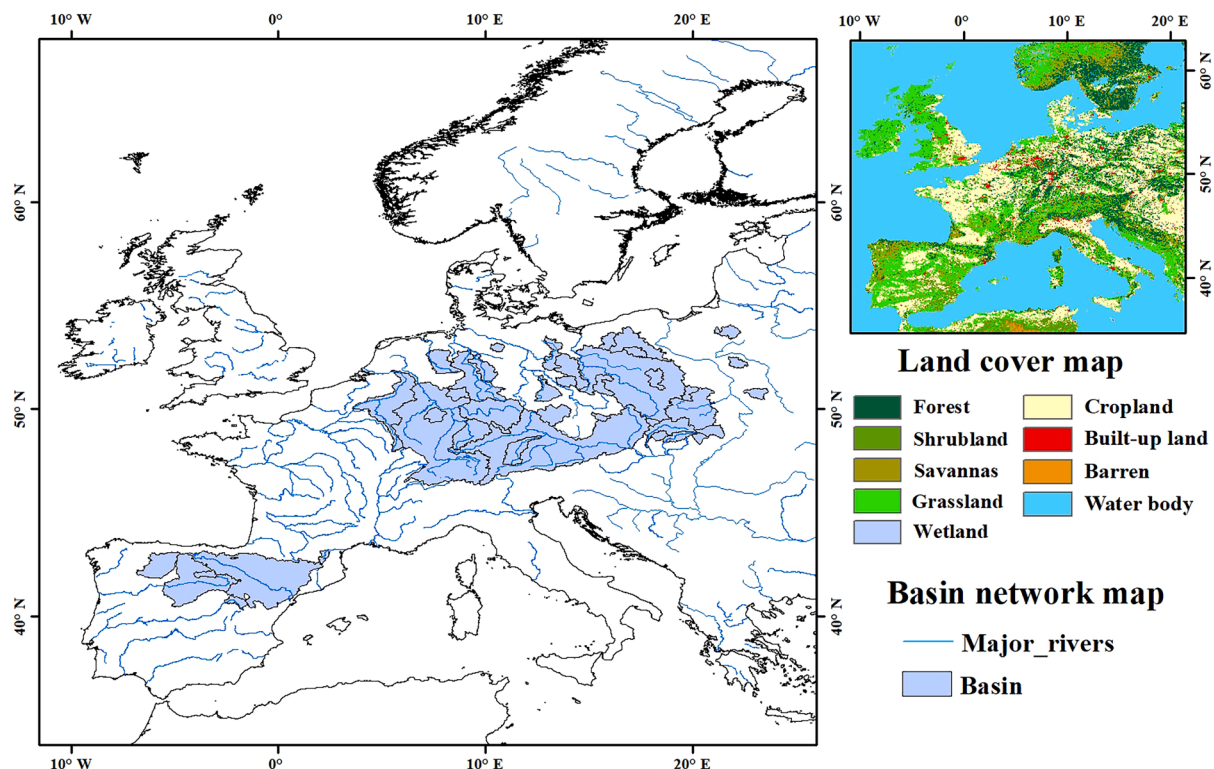 10° W 0° 10° E 20° E
10° W 0° 10° E 20° E
60° N 60° N 60° N
50° N 50° N 50° N
40° N 40° N 40° N
10° W 0° 10° E 20° E
Land cover map
Forest Cropland
Shrubland Built-up land
Savannas Barren
Grassland Water body
Wetland
Basin network map
Major_rivers
Basin